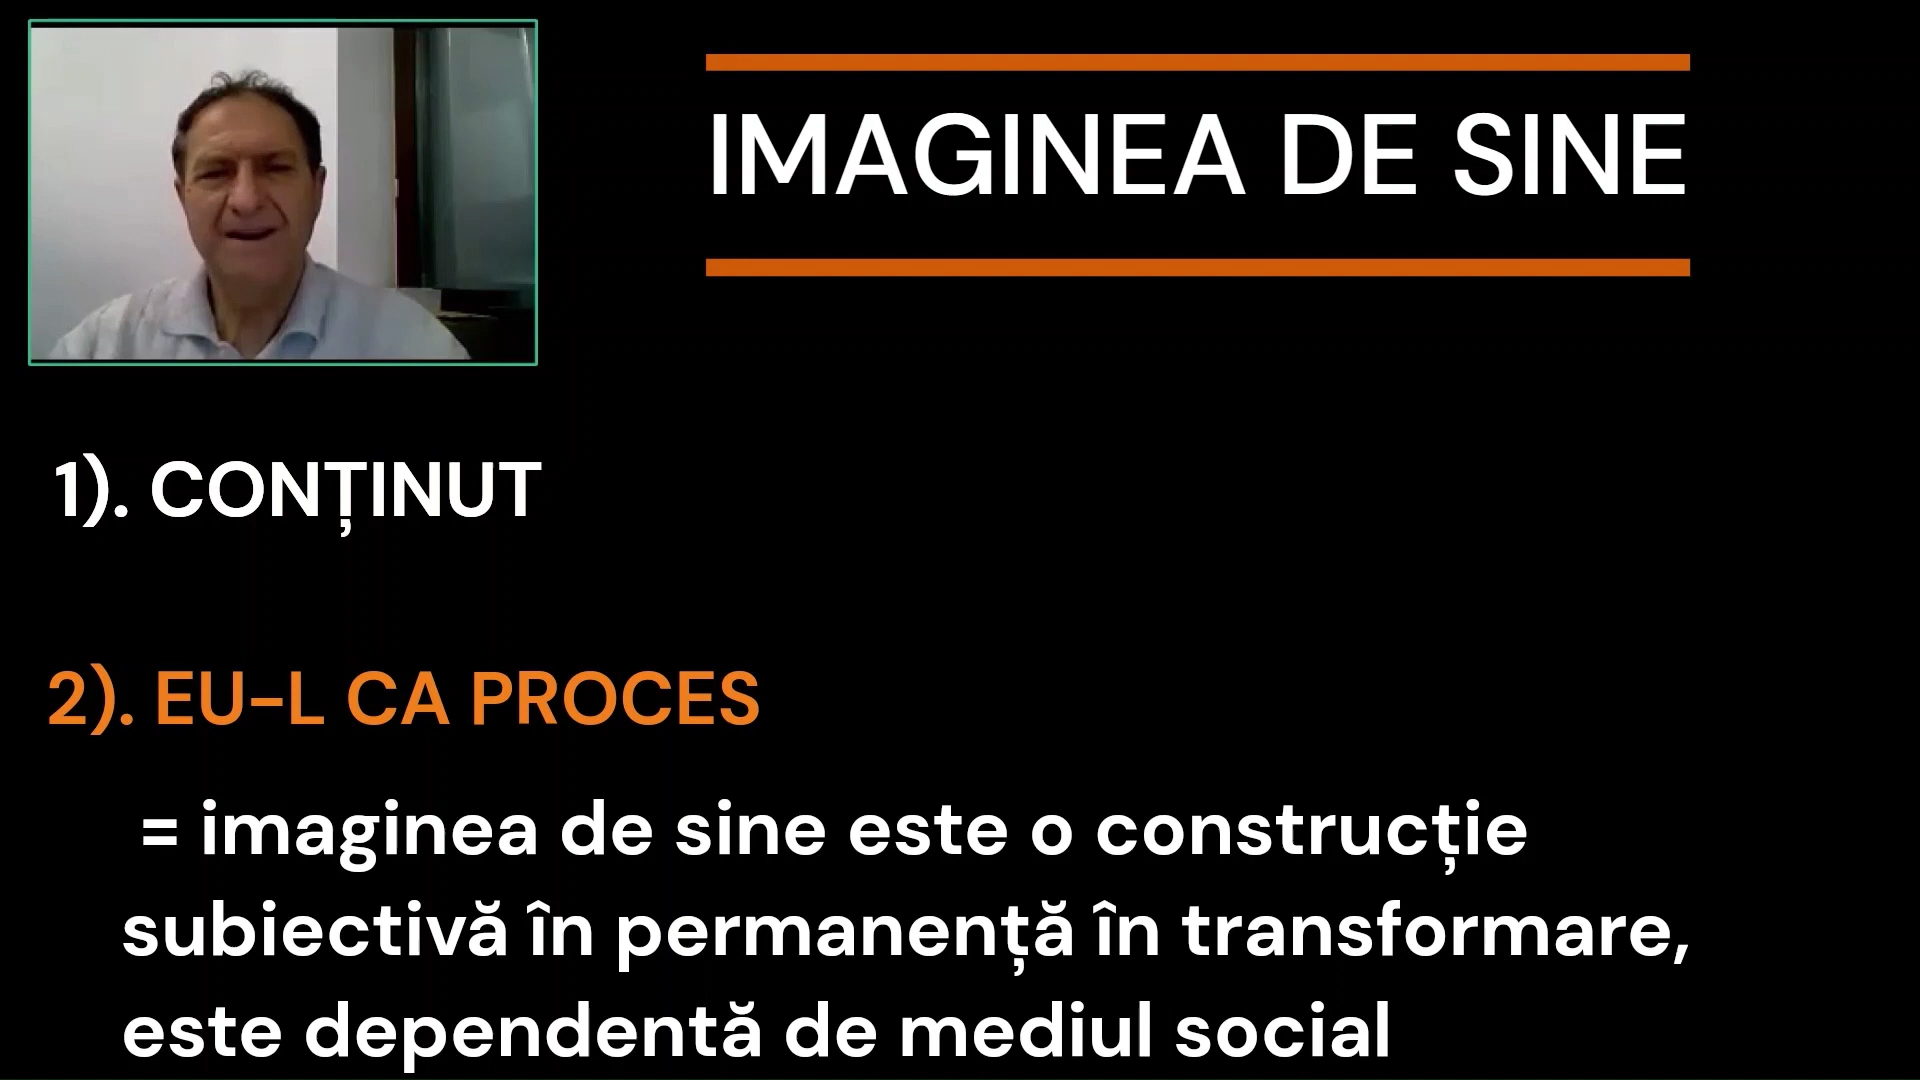 IMAGINEA DE SINE
1). CONȚINUT
2). EU-L CA PROCES
= imaginea de sine este o construcție
subiectivă în permanență în transformare,
este dependentă de mediul social